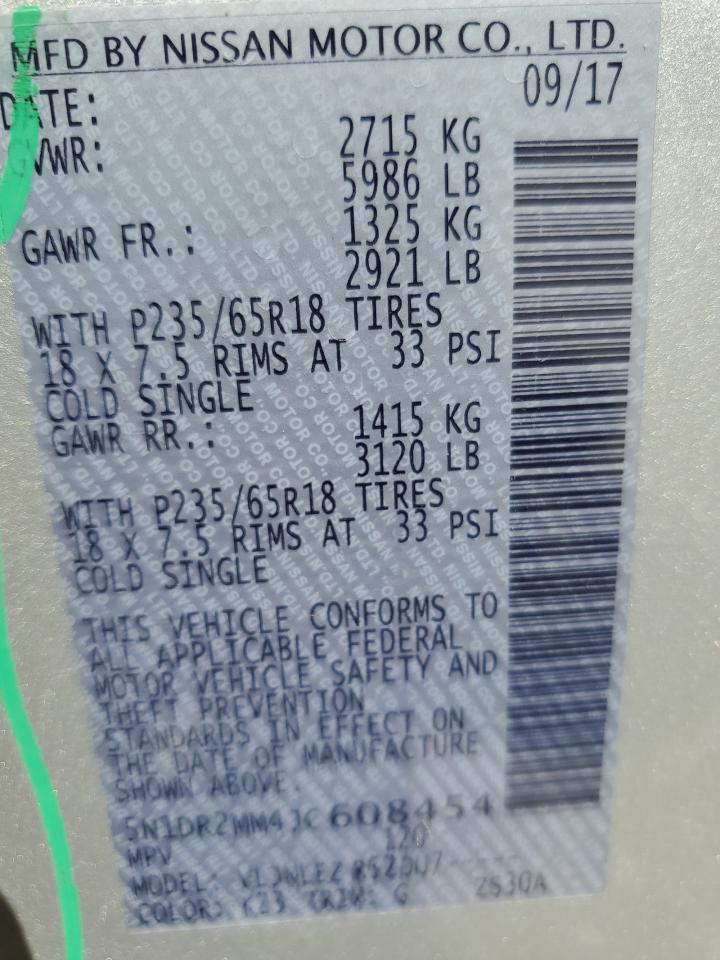 MFD BY NISSAN MOTOR CO., LTD.
DATE: 09/17
GVWR: 2715 KG
5986 LB
GAWR FR.: 1325 KG
2921 LB
WITH P235/65R18 TIRES
18 X 7.5 RIMS AT 33 PSI
COLD SINGLE
GAWR RR.: 1415 KG
3120 LB
WITH P235/65R18 TIRES
18 X 7.5 RIMS AT 33 PSI
COLD SINGLE
THIS VEHICLE CONFORMS TO
ALL APPLICABLE FEDERAL
MOTOR VEHICLE SAFETY AND
THEFT PREVENTION
STANDARDS IN EFFECT ON
THE DATE OF MANUFACTURE
SHOWN ABOVE.
5N1DR2MM4JC608454
MPV 120
MODEL:
COLOR: K23 TRIM: G 2S30A